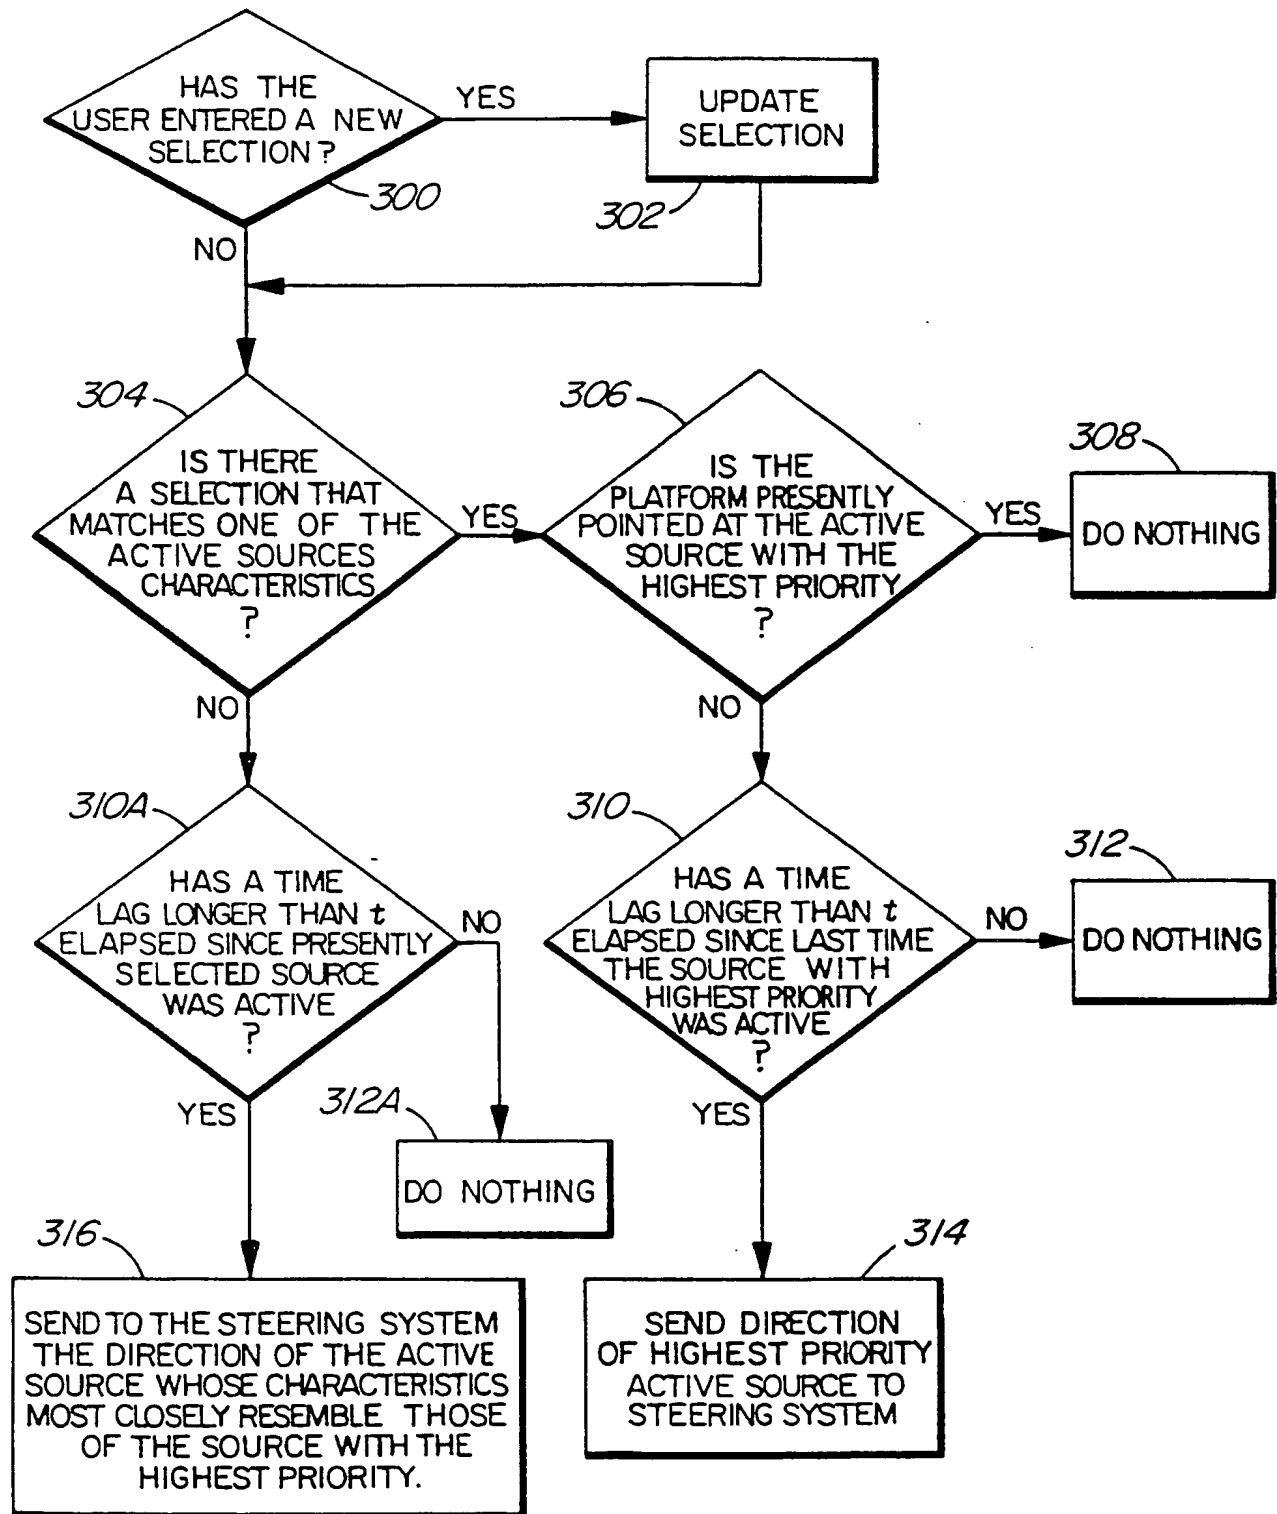 HAS THE
USER ENTERED A NEW
SELECTION?
YES
UPDATE
SELECTION
300
302
NO
304
306
308
IS THERE
A SELECTION THAT
MATCHES ONE OF THE
ACTIVE SOURCES
CHARACTERISTICS
?
YES
IS THE
PLATFORM PRESENTLY
POINTED AT THE ACTIVE
SOURCE WITH THE
HIGHEST PRIORITY
?
YES
DO NOTHING
NO
NO
310A
310
312
HAS A TIME
LAG LONGER THAN t
ELAPSED SINCE PRESENTLY
SELECTED SOURCE
WAS ACTIVE
?
NO
HAS A TIME
LAG LONGER THAN t
ELAPSED SINCE LAST TIME
THE SOURCE WITH
HIGHEST PRIORITY
WAS ACTIVE
?
NO
DO NOTHING
YES
312A
YES
DO NOTHING
316
314
SEND TO THE STEERING SYSTEM
THE DIRECTION OF THE ACTIVE
SOURCE WHOSE CHARACTERISTICS
MOST CLOSELY RESEMBLE THOSE
OF THE SOURCE WITH THE
HIGHEST PRIORITY.
SEND DIRECTION
OF HIGHEST PRIORITY
ACTIVE SOURCE TO
STEERING SYSTEM